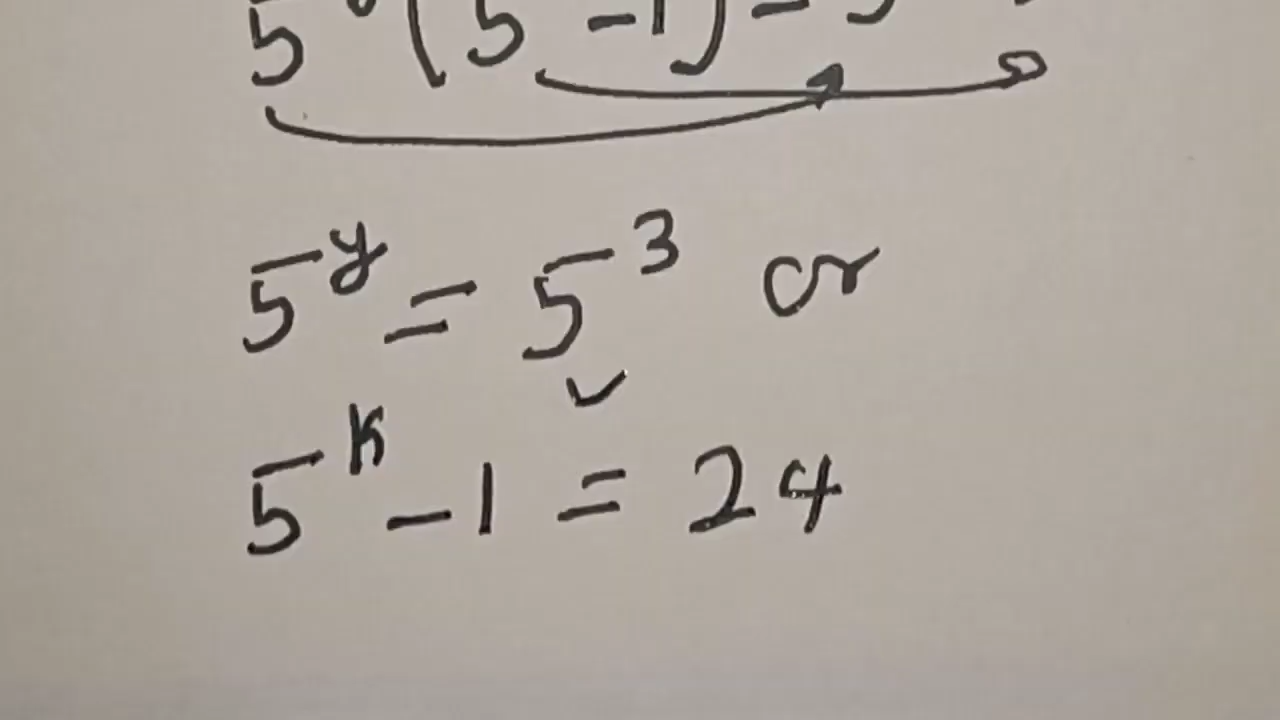 5 (5 -1) = 5
5^y = 5^3 or
5^k - 1 = 24